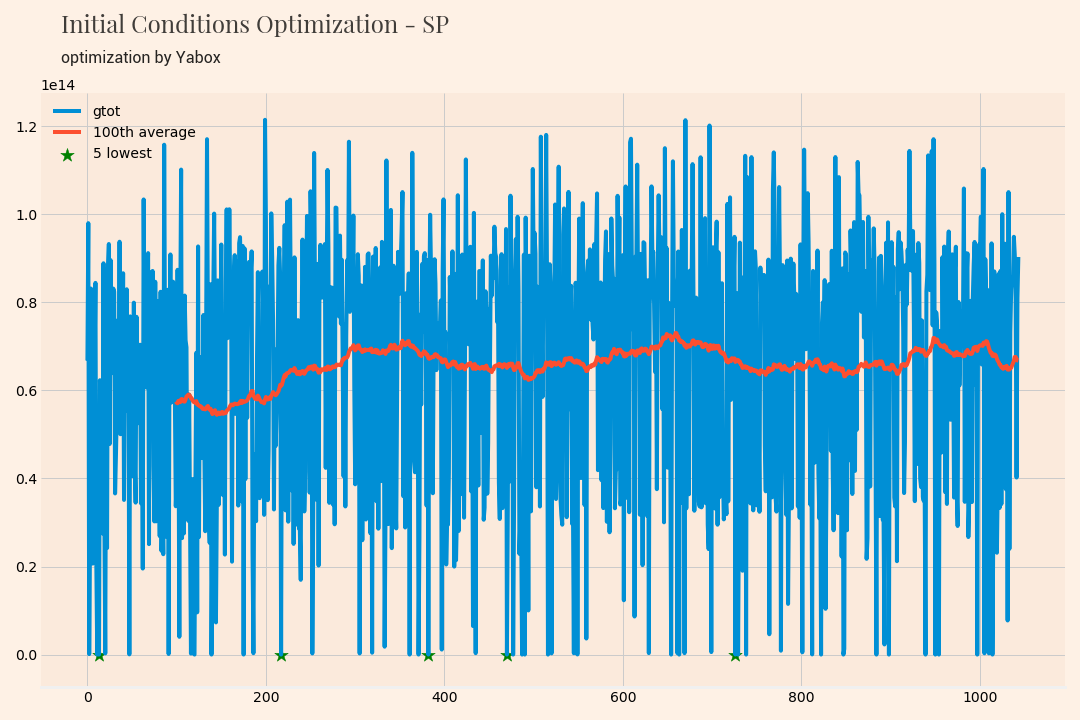 Initial Conditions Optimization - SP
optimization by Yabox
1e14
gtot
100th average
5 lowest
1.2
1.0
0.8
0.6
0.4
0.2
0.0
0 200 400 600 800 1000